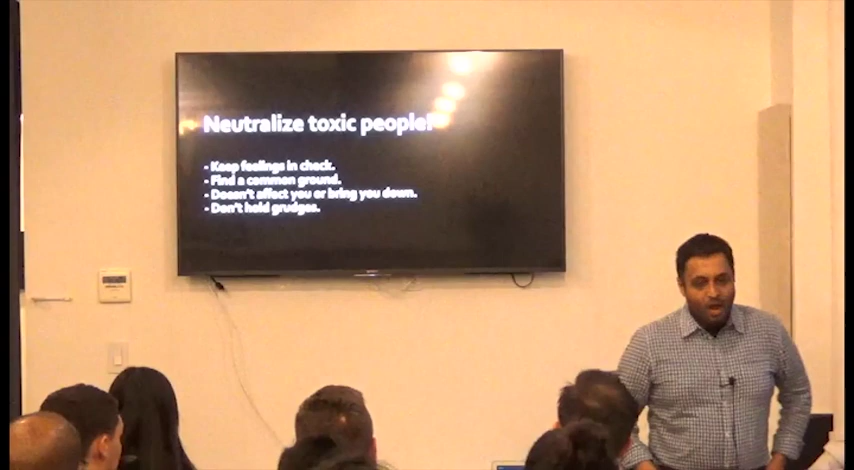 Neutralize toxic people!
- Keep feelings in check.
- Find a common ground.
- Doesn't affect you or bring you down.
- Don't hold grudges.